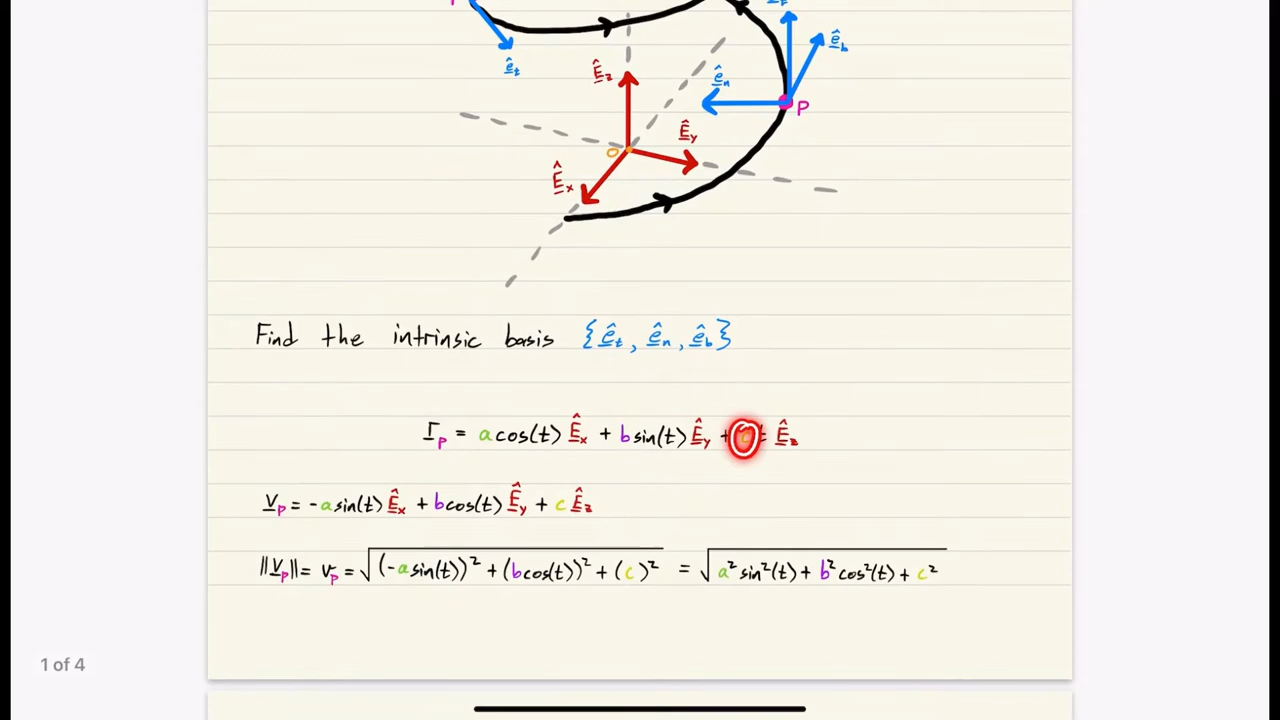 P
ê_t
ê_t
ê_b
ê_n
P
Ê_z
Ê_y
O
Ê_x
Find the intrinsic basis {ê_t, ê_n, ê_b}
r_P = a cos(t) Ê_x + b sin(t) Ê_y + c t Ê_z
v_P = -a sin(t) Ê_x + b cos(t) Ê_y + c Ê_z
||v_P|| = v_P = √((-a sin(t))² + (b cos(t))² + (c)²) = √(a² sin²(t) + b² cos²(t) + c²)
1 of 4